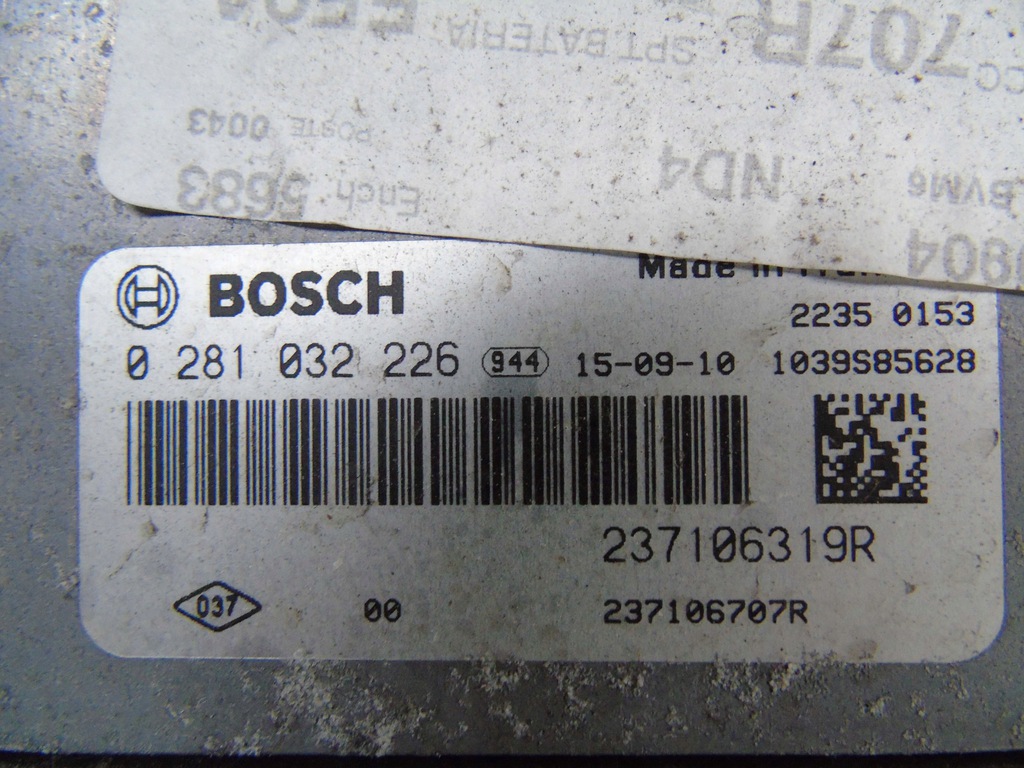 707R
SPT BATERIA
POSTE 0043
ND4
BVM6
Ench 5683
0904
Made in
BOSCH
2235 0153
0 281 032 226 944 15-09-10 1039S85628
237106319R
037 00 237106707R